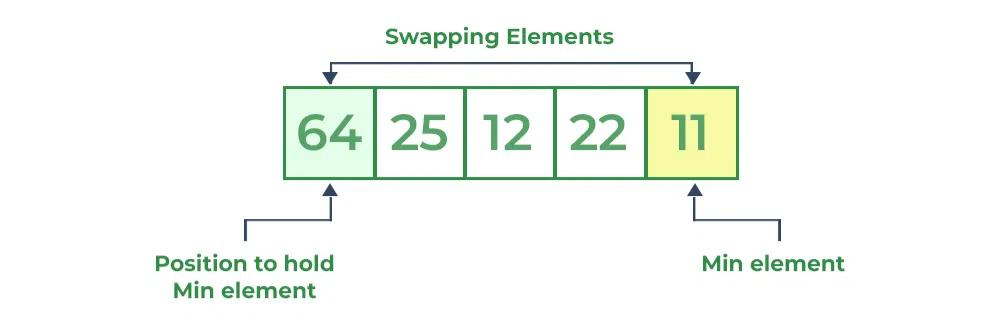 Swapping Elements
64 25 12 22 11
Position to hold
Min element
Min element